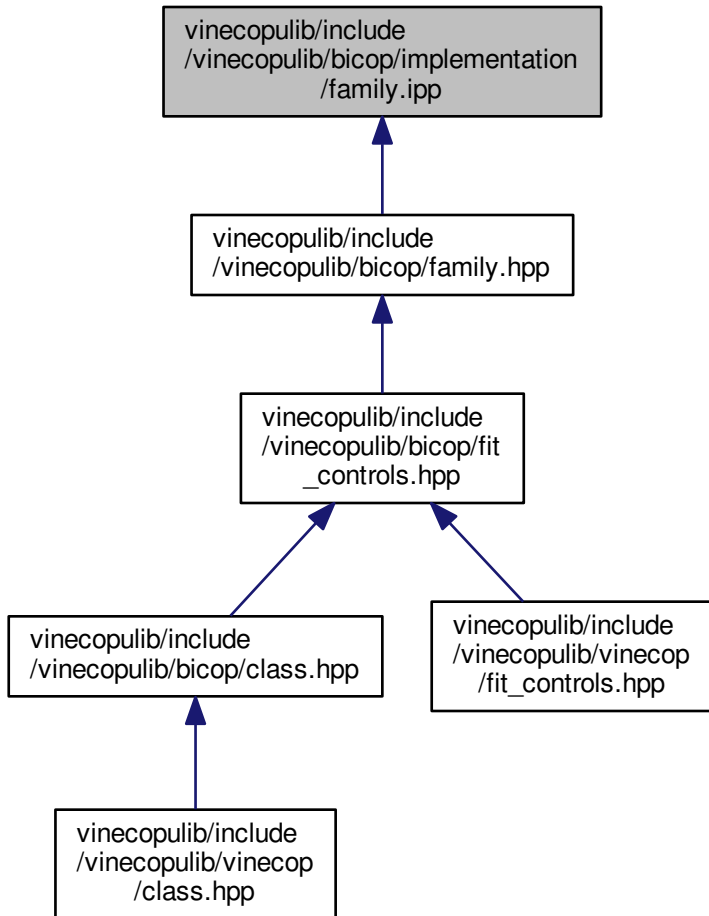 vinecopulib/include
/vinecopulib/bicop/implementation
/family.ipp
vinecopulib/include
/vinecopulib/bicop/family.hpp
vinecopulib/include
/vinecopulib/bicop/fit
_controls.hpp
vinecopulib/include
/vinecopulib/bicop/class.hpp
vinecopulib/include
/vinecopulib/vinecop
/fit_controls.hpp
vinecopulib/include
/vinecopulib/vinecop
/class.hpp